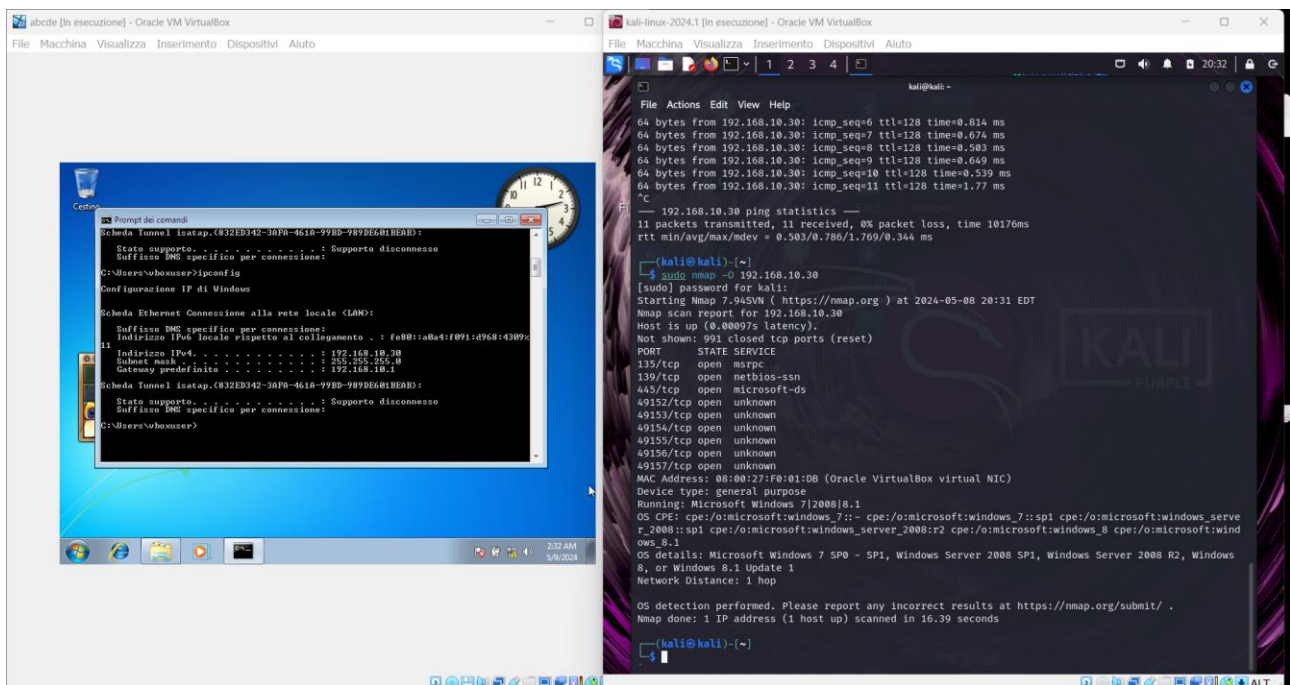 abcde [In esecuzione] - Oracle VM VirtualBox
File Macchina Visualizza Inserimento Dispositivi Aiuto
Cestino
10 11 12 1 2 3 4 5
Prompt dei comandi
Scheda Tunnel isatap.{832ED342-3AFA-461A-99BD-989DE601BEAB}:
Stato supporto. . . . . . . . . . . . : Supporto disconnesso
Suffisso DNS specifico per connessione:
C:\Users\vboxuser>ipconfig
Configurazione IP di Windows
Scheda Ethernet Connessione alla rete locale (LAN):
Suffisso DNS specifico per connessione:
Indirizzo IPv6 locale rispetto al collegamento . : fe80::a0a4:f091:d968:4309%
11
Indirizzo IPv4. . . . . . . . . . . . : 192.168.10.30
Subnet mask . . . . . . . . . . . . . : 255.255.255.0
Gateway predefinito . . . . . . . . . : 192.168.10.1
Scheda Tunnel isatap.{832ED342-3AFA-461A-99BD-989DE601BEAB}:
Stato supporto. . . . . . . . . . . . : Supporto disconnesso
Suffisso DNS specifico per connessione:
C:\Users\vboxuser>
2:32 AM
5/9/2024
kali-linux-2024.1 [In esecuzione] - Oracle VM VirtualBox
File Macchina Visualizza Inserimento Dispositivi Aiuto
1 2 3 4
20:32
kali@kali: ~
File Actions Edit View Help
64 bytes from 192.168.10.30: icmp_seq=6 ttl=128 time=0.814 ms
64 bytes from 192.168.10.30: icmp_seq=7 ttl=128 time=0.674 ms
64 bytes from 192.168.10.30: icmp_seq=8 ttl=128 time=0.503 ms
64 bytes from 192.168.10.30: icmp_seq=9 ttl=128 time=0.649 ms
64 bytes from 192.168.10.30: icmp_seq=10 ttl=128 time=0.539 ms
64 bytes from 192.168.10.30: icmp_seq=11 ttl=128 time=1.77 ms
^C
— 192.168.10.30 ping statistics —
11 packets transmitted, 11 received, 0% packet loss, time 10176ms
rtt min/avg/max/mdev = 0.503/0.786/1.769/0.344 ms
┌──(kali㉿kali)-[~]
└─$ sudo nmap -O 192.168.10.30
[sudo] password for kali:
Starting Nmap 7.94SVN ( https://nmap.org ) at 2024-05-08 20:31 EDT
Nmap scan report for 192.168.10.30
Host is up (0.00097s latency).
Not shown: 991 closed tcp ports (reset)
PORT STATE SERVICE
135/tcp open msrpc
139/tcp open netbios-ssn
445/tcp open microsoft-ds
49152/tcp open unknown
49153/tcp open unknown
49154/tcp open unknown
49155/tcp open unknown
49156/tcp open unknown
49157/tcp open unknown
MAC Address: 08:00:27:F0:01:DB (Oracle VirtualBox virtual NIC)
Device type: general purpose
Running: Microsoft Windows 7|2008|8.1
OS CPE: cpe:/o:microsoft:windows_7::- cpe:/o:microsoft:windows_7::sp1 cpe:/o:microsoft:windows_serve
r_2008::sp1 cpe:/o:microsoft:windows_server_2008:r2 cpe:/o:microsoft:windows_8 cpe:/o:microsoft:wind
ows_8.1
OS details: Microsoft Windows 7 SP0 - SP1, Windows Server 2008 SP1, Windows Server 2008 R2, Windows
8, or Windows 8.1 Update 1
Network Distance: 1 hop
OS detection performed. Please report any incorrect results at https://nmap.org/submit/ .
Nmap done: 1 IP address (1 host up) scanned in 16.39 seconds
┌──(kali㉿kali)-[~]
└─$
KALI
PURPLE
ALT